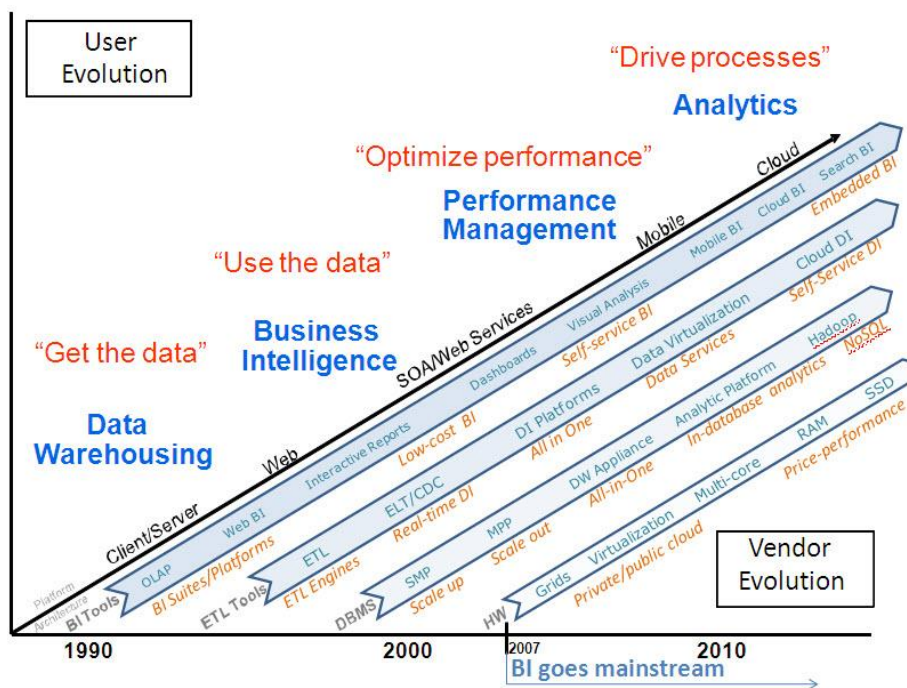 User
Evolution
“Drive processes”
Analytics
“Optimize performance”
Performance
Management
“Use the data”
Business
Intelligence
“Get the data”
Data
Warehousing
Platform
Architecture
Client/Server
Web
SOA/Web Services
Mobile
Cloud
BI Tools
OLAP
Web BI
Interactive Reports
Dashboards
Visual Analysis
Mobile BI
Cloud BI
Search BI
BI Suites/Platforms
Low-cost BI
Self-service BI
Embedded BI
ETL Tools
ETL
ELT/CDC
DI Platforms
Data Virtualization
Cloud DI
ETL Engines
Real-time DI
All in One
Data Services
Self-Service DI
DBMS
SMP
MPP
DW Appliance
Analytic Platform
Hadoop
Scale up
Scale out
All-in-One
In-database analytics
NoSQL
HW
Grids
Virtualization
Multi-core
RAM
SSD
Private/public cloud
Price-performance
Vendor
Evolution
1990
2000
2007
2010
BI goes mainstream